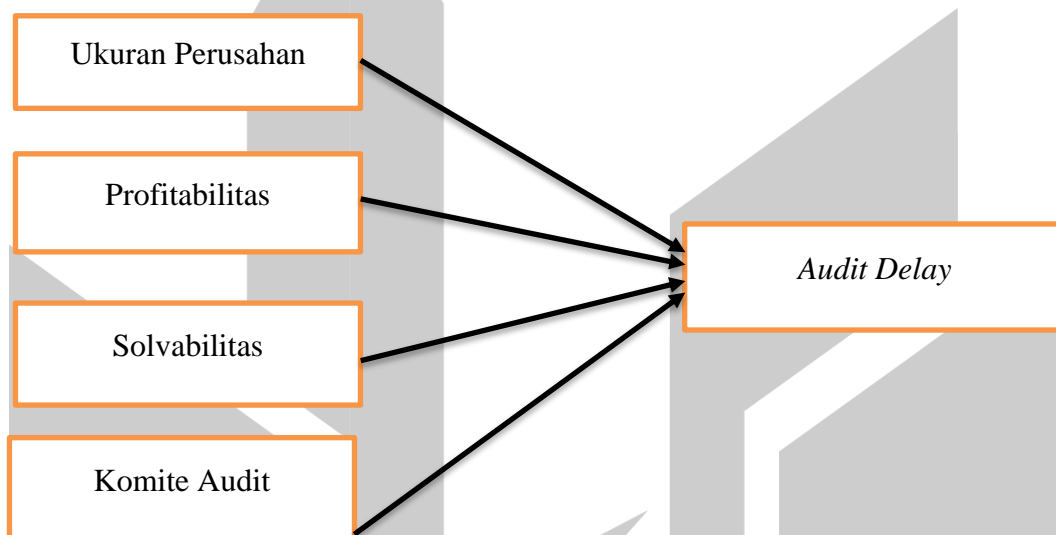 Ukuran Perusahan
Profitabilitas
Audit Delay
Solvabilitas
Komite Audit